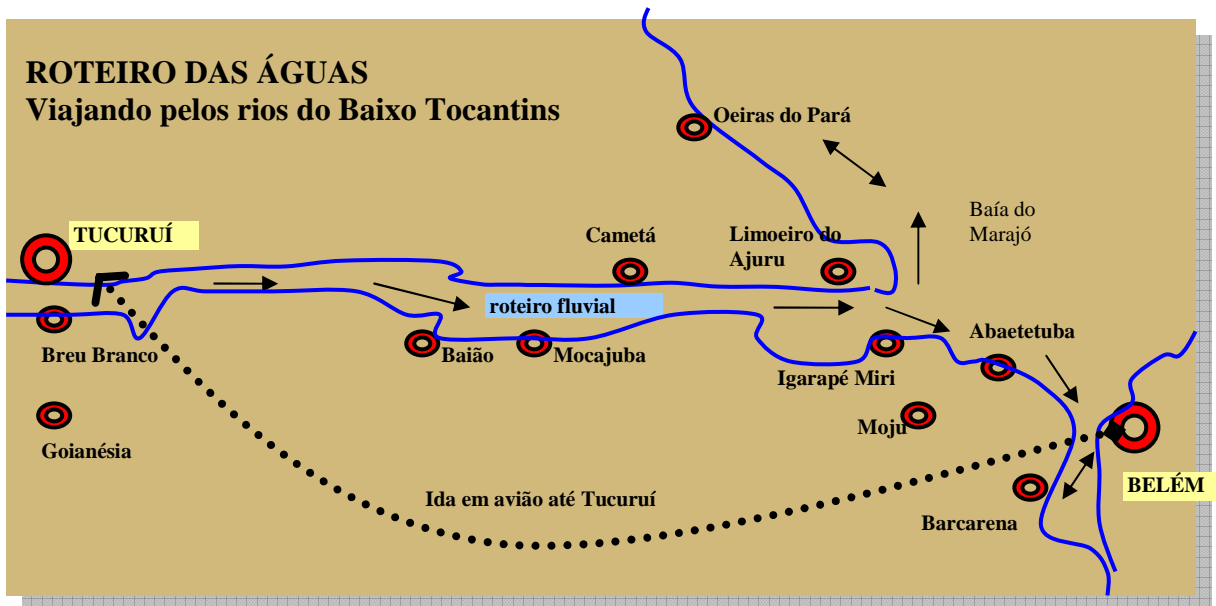 ROTEIRO DAS ÁGUAS
Viajando pelos rios do Baixo Tocantins
Oeiras do Pará
Baía do
Marajó
TUCURUÍ
Cametá
Limoeiro do
Ajuru
roteiro fluvial
Abaetetuba
Breu Branco
Baião
Mocajuba
Igarapé Miri
Moju
Goianésia
Ida em avião até Tucuruí
BELÉM
Barcarena